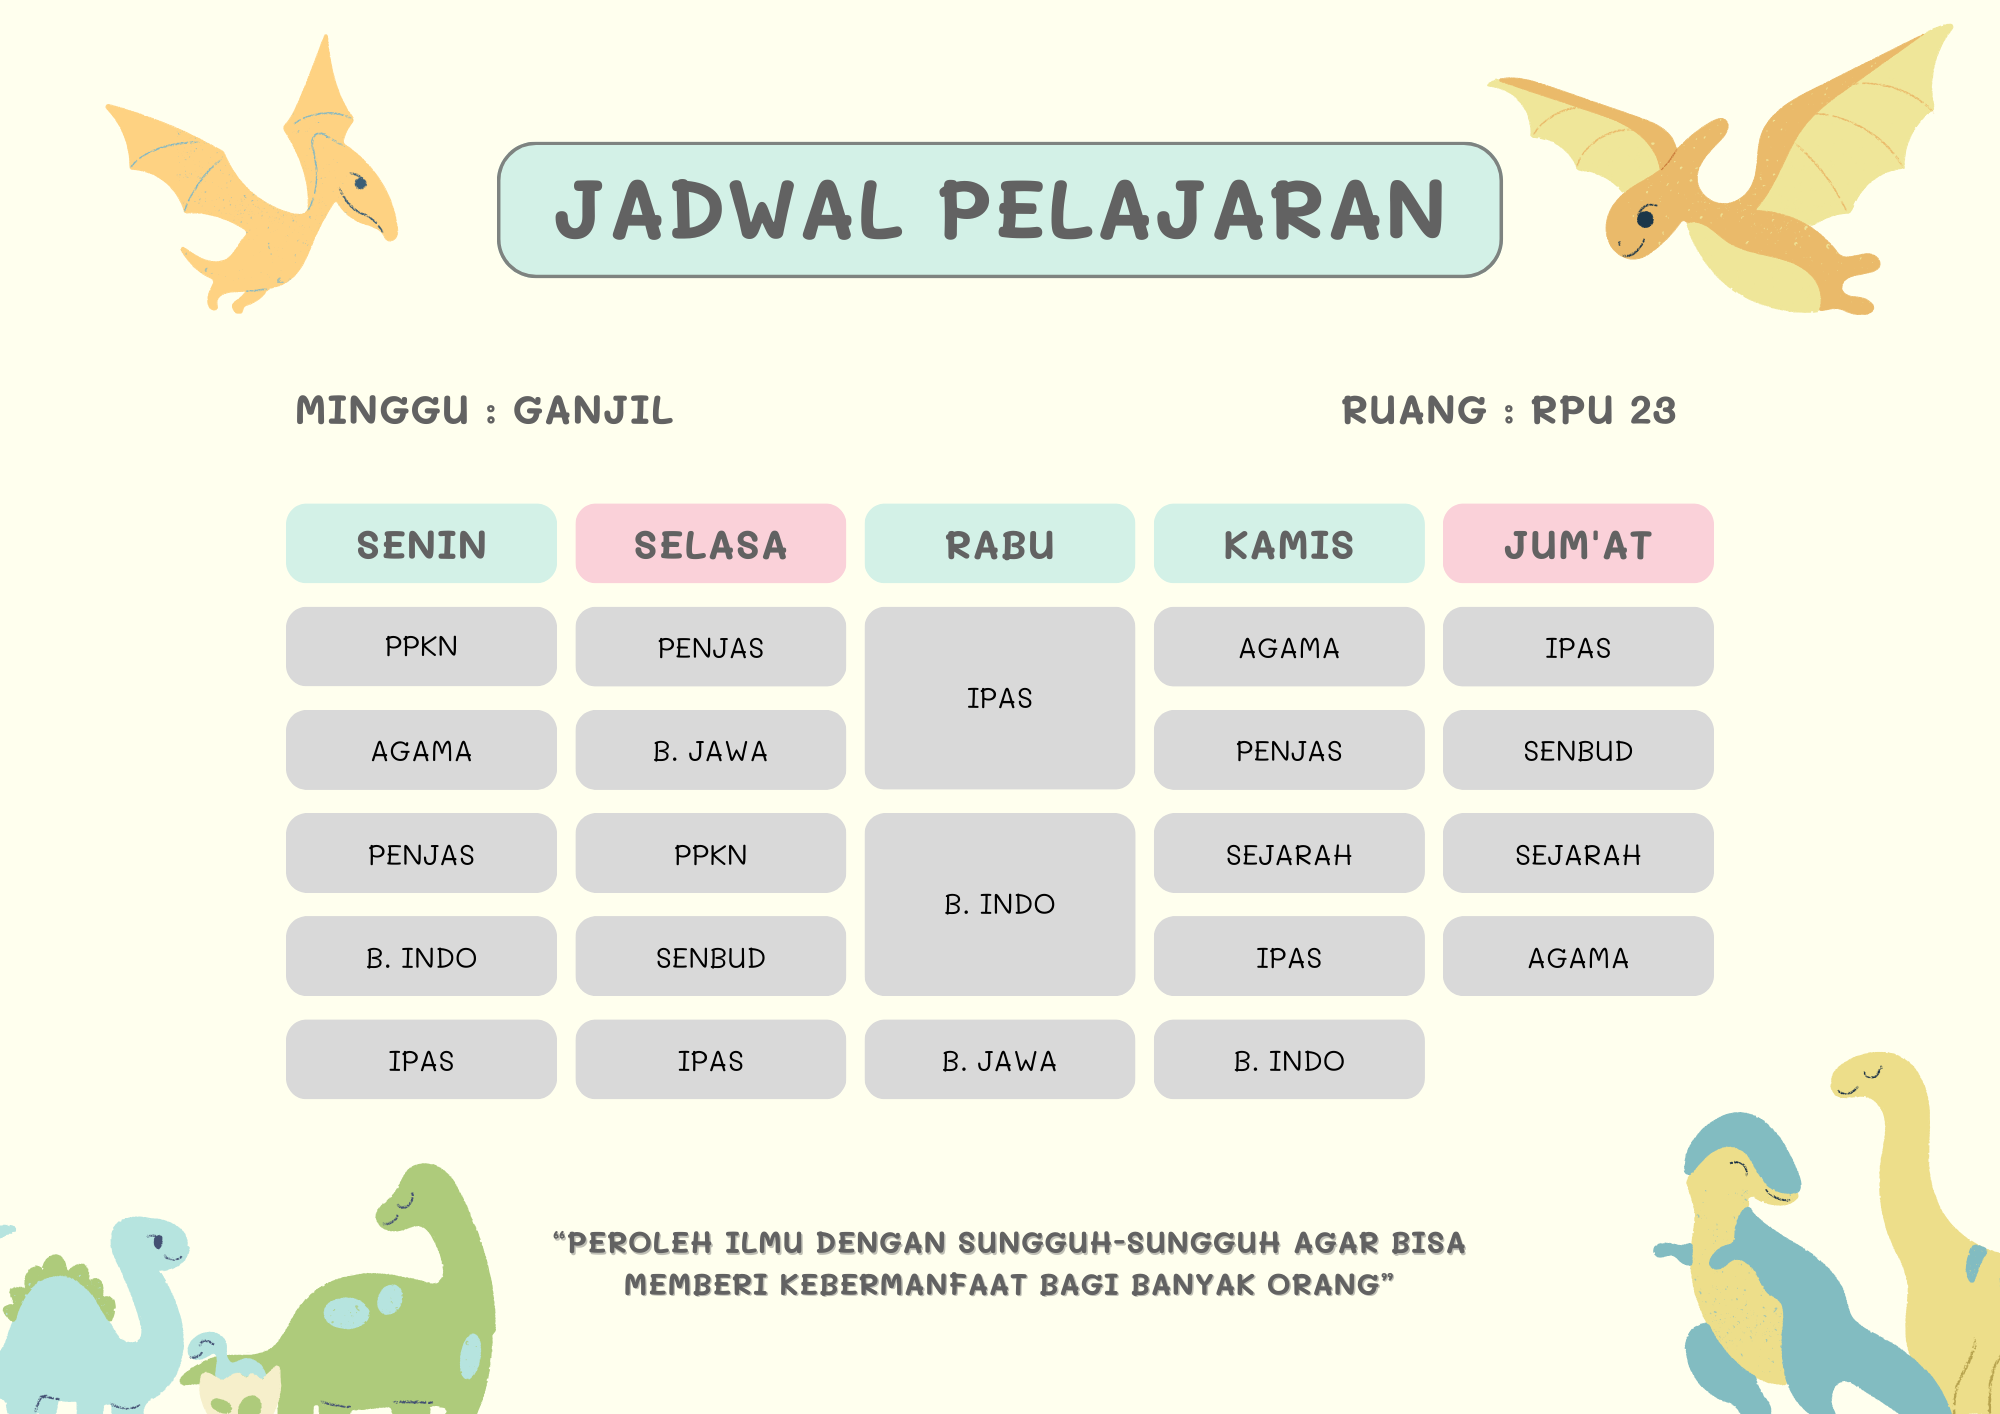 JADWAL PELAJARAN
MINGGU : GANJIL
RUANG : RPU 23
SENIN
SELASA
RABU
KAMIS
JUM'AT
PPKN
PENJAS
IPAS
AGAMA
IPAS
AGAMA
B. JAWA
PENJAS
SENBUD
PENJAS
PPKN
B. INDO
SEJARAH
SEJARAH
B. INDO
SENBUD
IPAS
AGAMA
IPAS
IPAS
B. JAWA
B. INDO
“PEROLEH ILMU DENGAN SUNGGUH-SUNGGUH AGAR BISA
MEMBERI KEBERMANFAAT BAGI BANYAK ORANG”